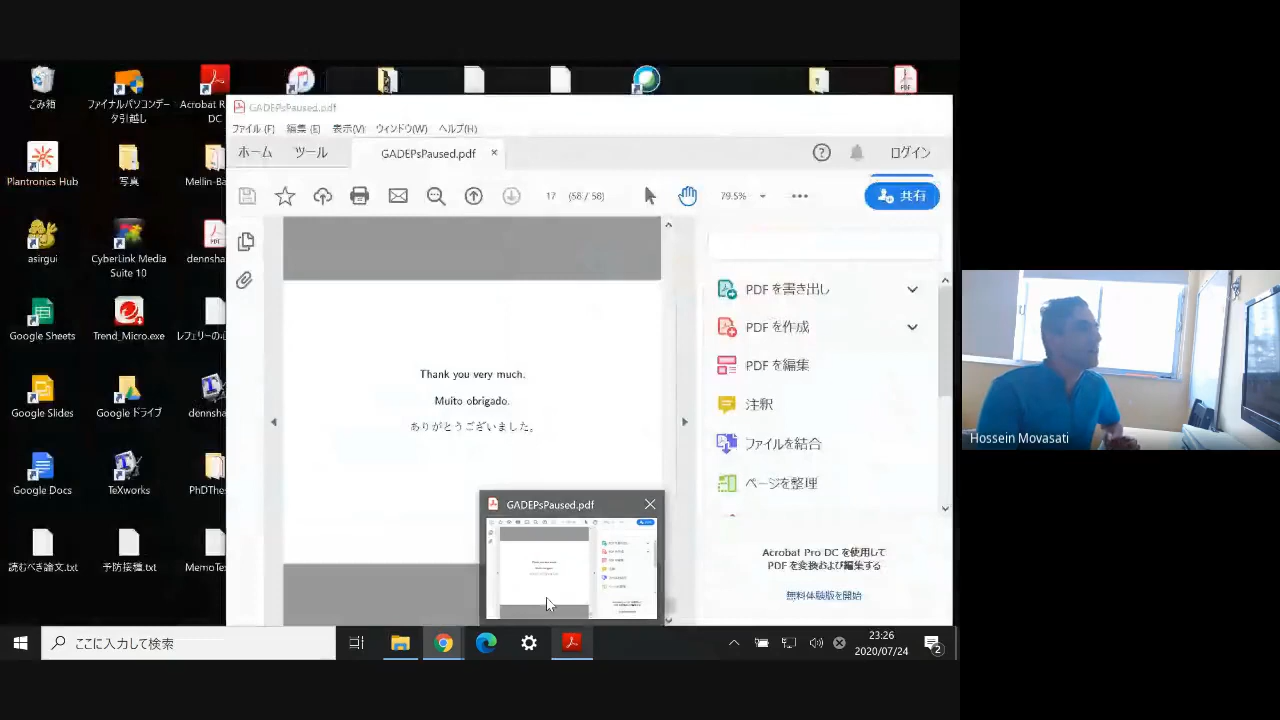 ごみ箱
ファイナルパソコンデー
タ引越し
Acrobat R
DC
Plantronics Hub
写真
Mellin-Ba
asirgui
CyberLink Media
Suite 10
dennsha
Google Sheets
Trend_Micro.exe
レフェリーの心
Google Slides
Google ドライブ
dennsha
Google Docs
TeXworks
PhDThes
読むべき論文.txt
予防接種.txt
MemoTes
GADEPsPaused.pdf
ファイル(F) 編集(E) 表示(V) ウィンドウ(W) ヘルプ(H)
ホーム ツール GADEPsPaused.pdf × ログイン
17 (58 / 58) 79.5% 共有
Thank you very much.
Muito obrigado.
ありがとうございました。
PDF を書き出し
PDF を作成
PDF を編集
注釈
ファイルを結合
ページを整理
Acrobat Pro DC を使用して
PDF を変換および編集する
無料体験版を開始
GADEPsPaused.pdf
ここに入力して検索
23:26
2020/07/24
2
Hossein Movasati